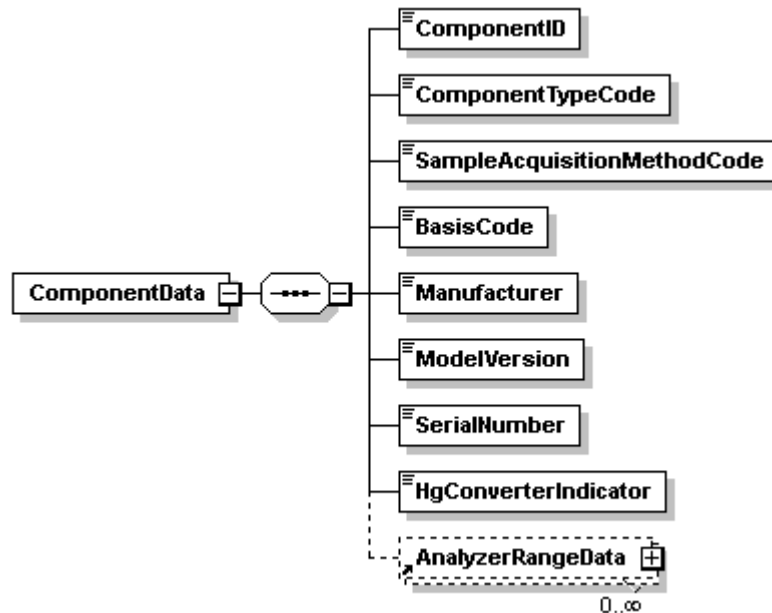 ComponentID
ComponentTypeCode
SampleAcquisitionMethodCode
BasisCode
ComponentData
Manufacturer
ModelVersion
SerialNumber
HgConverterIndicator
AnalyzerRangeData
0..∞